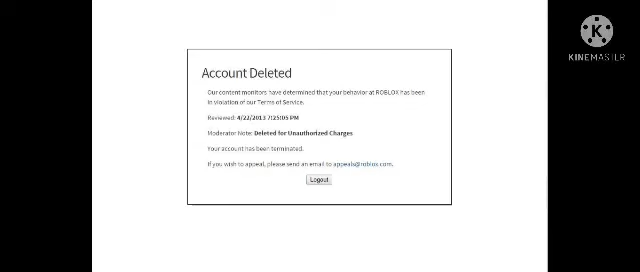 Account Deleted
Our content monitors have determined that your behavior at ROBLOX has been
in violation of our Terms of Service.
Reviewed: 4/22/2013 7:25:05 PM
Moderator Note: Deleted for Unauthorized Charges
Your account has been terminated.
If you wish to appeal, please send an email to appeals@roblox.com.
Logout
K
KINEMASTER